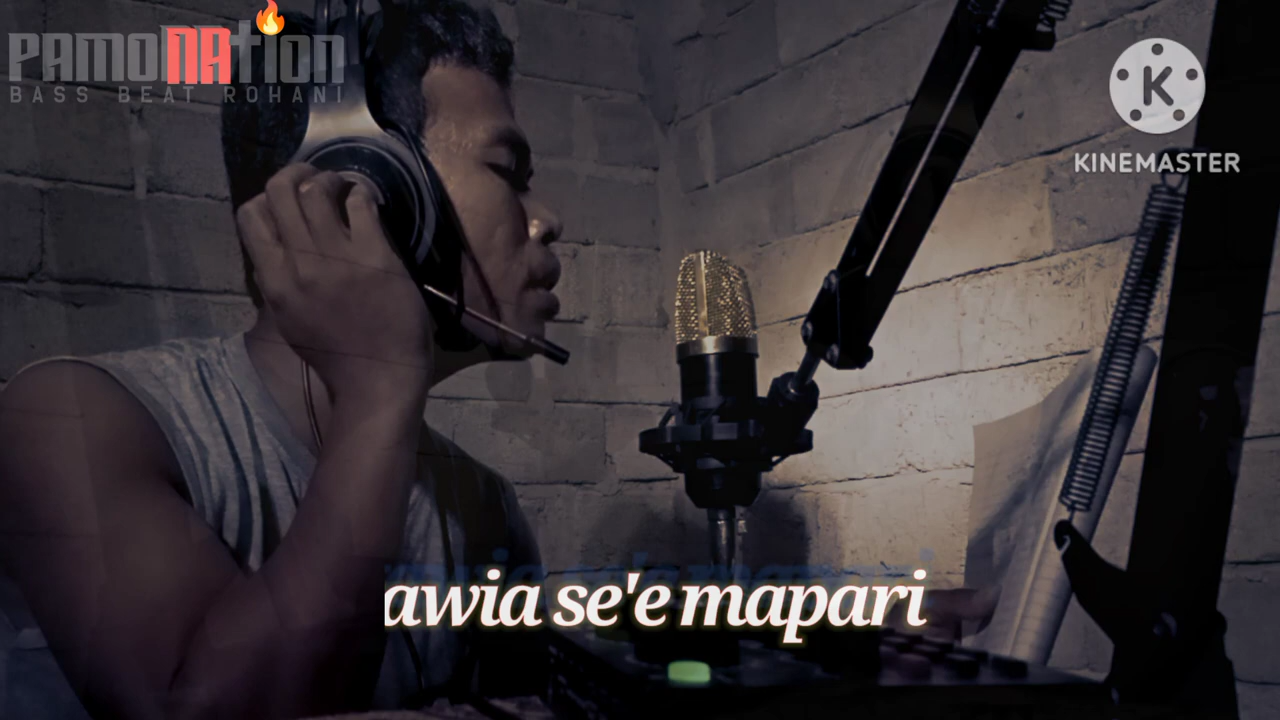 PAMONATION
BASS BEAT ROHANI
K
KINEMASTER
awia se'e mapari